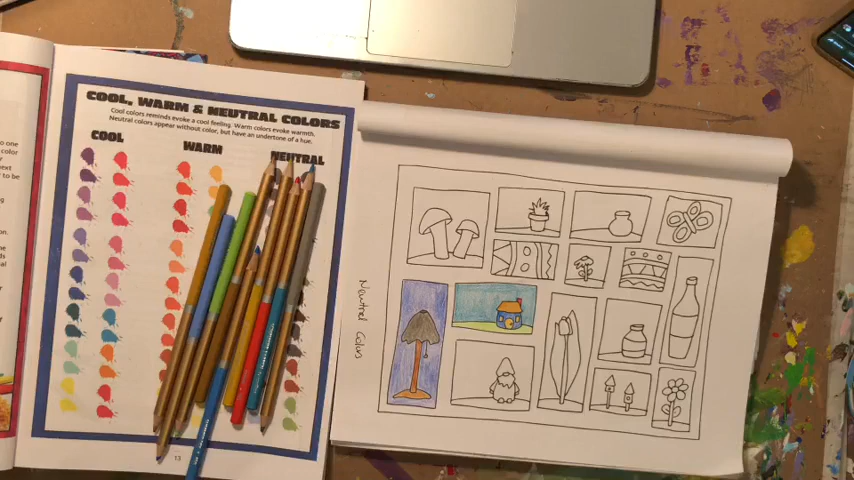 COOL, WARM & NEUTRAL COLORS
Cool colors reminds evoke a cool feeling. Warm colors evoke warmth.
Neutral colors appear without color, but have an undertone of a hue.
COOL
WARM
NEUTRAL
13
Neutral Colors